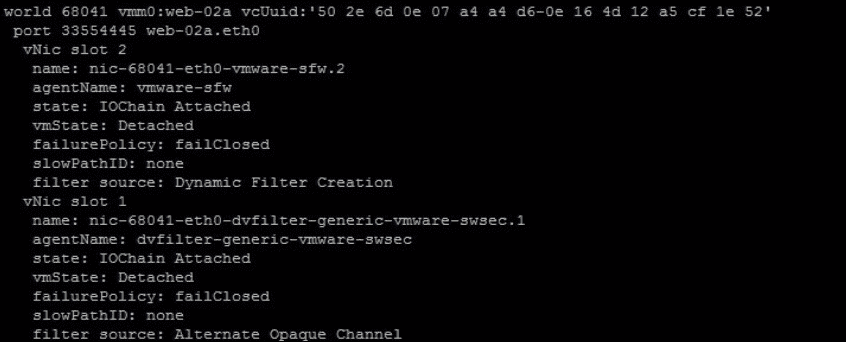 world 68041 vmm0:web-02a vcUuid:'50 2e 6d 0e 07 a4 a4 d6-0e 16 4d 12 a5 cf 1e 52'
port 33554445 web-02a.eth0
vNic slot 2
name: nic-68041-eth0-vmware-sfw.2
agentName: vmware-sfw
state: IOChain Attached
vmState: Detached
failurePolicy: failClosed
slowPathID: none
filter source: Dynamic Filter Creation
vNic slot 1
name: nic-68041-eth0-dvfilter-generic-vmware-swsec.1
agentName: dvfilter-generic-vmware-swsec
state: IOChain Attached
vmState: Detached
failurePolicy: failClosed
slowPathID: none
filter source: Alternate Opaque Channel